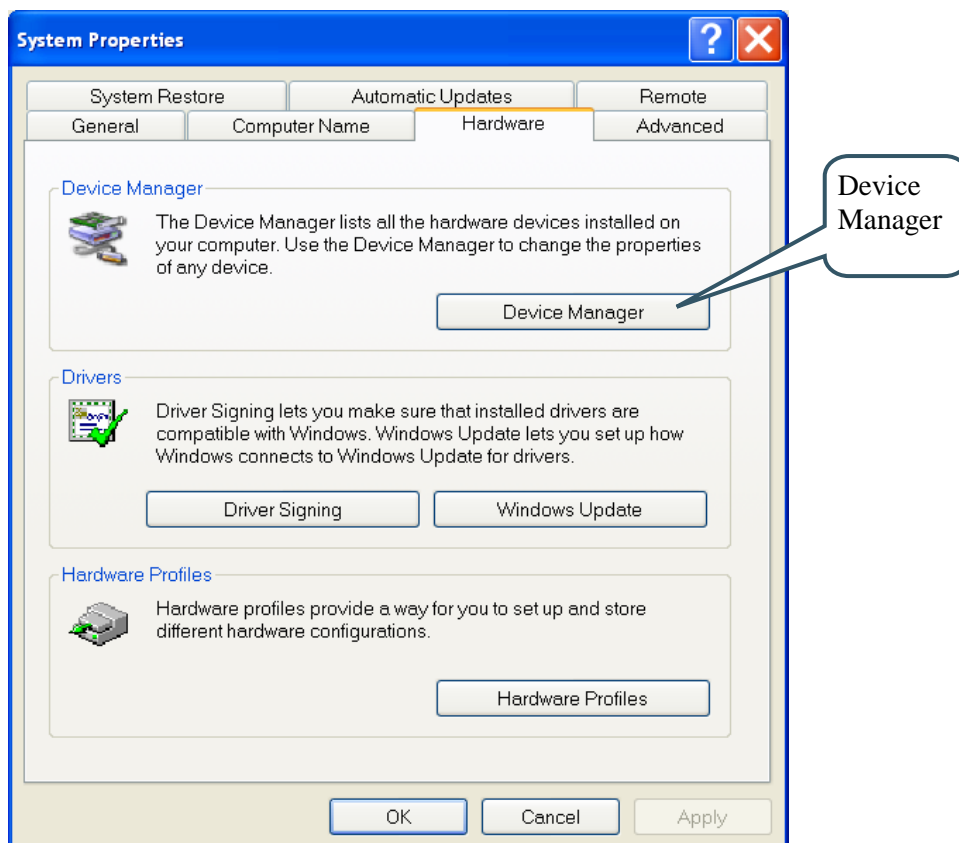 System Properties
?
System Restore
Automatic Updates
Remote
General
Computer Name
Hardware
Advanced
Device Manager
The Device Manager lists all the hardware devices installed on
your computer. Use the Device Manager to change the properties
of any device.
Device Manager
Device
Manager
Drivers
Driver Signing lets you make sure that installed drivers are
compatible with Windows. Windows Update lets you set up how
Windows connects to Windows Update for drivers.
Driver Signing
Windows Update
Hardware Profiles
Hardware profiles provide a way for you to set up and store
different hardware configurations.
Hardware Profiles
OK
Cancel
Apply